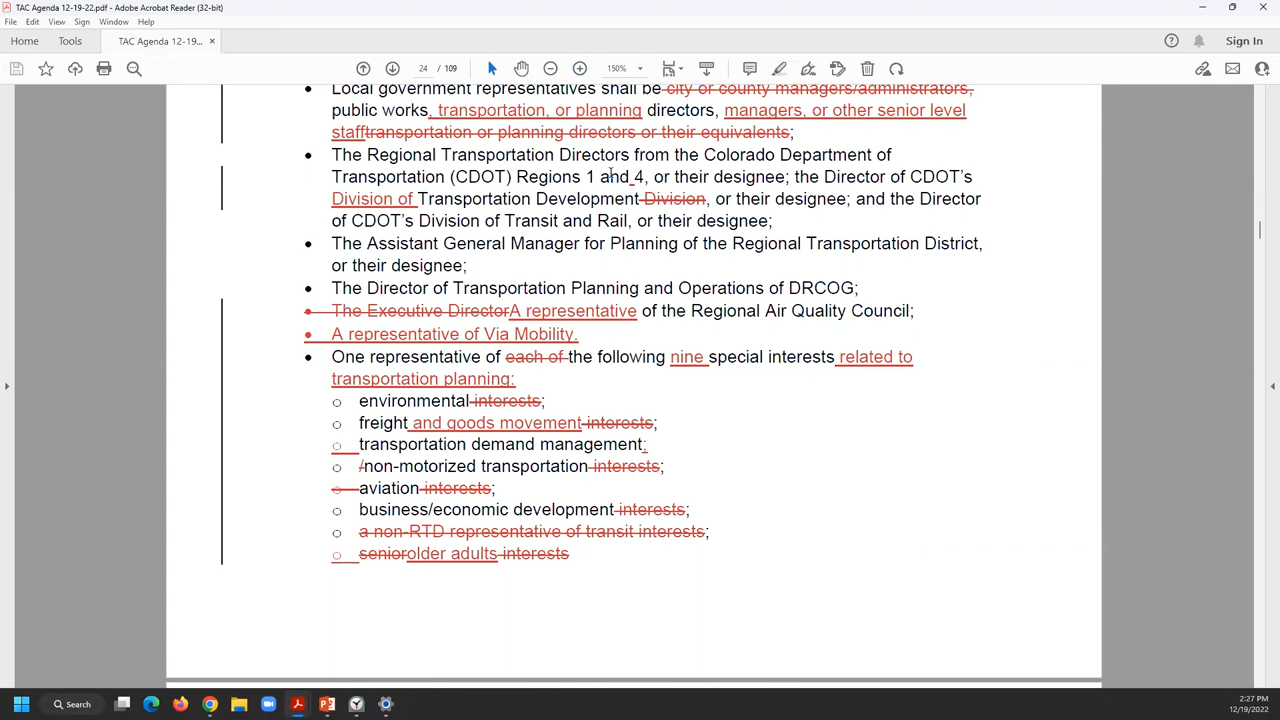 TAC Agenda 12-19-22.pdf - Adobe Acrobat Reader (32-bit)
File Edit View Sign Window Help
Home Tools TAC Agenda 12-19... × Sign In
24 / 109 150%
• Local government representatives shall be city or county managers/administrators,
public works, transportation, or planning directors, managers, or other senior level
stafftransportation or planning directors or their equivalents;
• The Regional Transportation Directors from the Colorado Department of
Transportation (CDOT) Regions 1 and 4, or their designee; the Director of CDOT's
Division of Transportation Development Division, or their designee; and the Director
of CDOT's Division of Transit and Rail, or their designee;
• The Assistant General Manager for Planning of the Regional Transportation District,
or their designee;
• The Director of Transportation Planning and Operations of DRCOG;
• The Executive DirectorA representative of the Regional Air Quality Council;
• A representative of Via Mobility.
• One representative of each of the following nine special interests related to
transportation planning:
o environmental interests;
o freight and goods movement interests;
o transportation demand management;
o /non-motorized transportation interests;
o aviation interests;
o business/economic development interests;
o a non-RTD representative of transit interests;
o seniorolder adults interests
Search
2:27 PM
12/19/2022